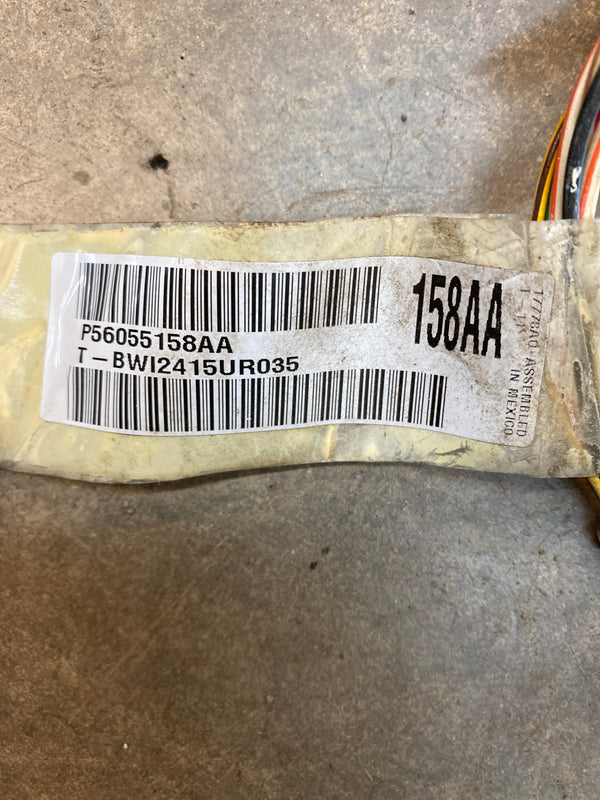 P56055158AA
T-BWI2415UR035
158AA
ASSEMBLED
IN MEXICO